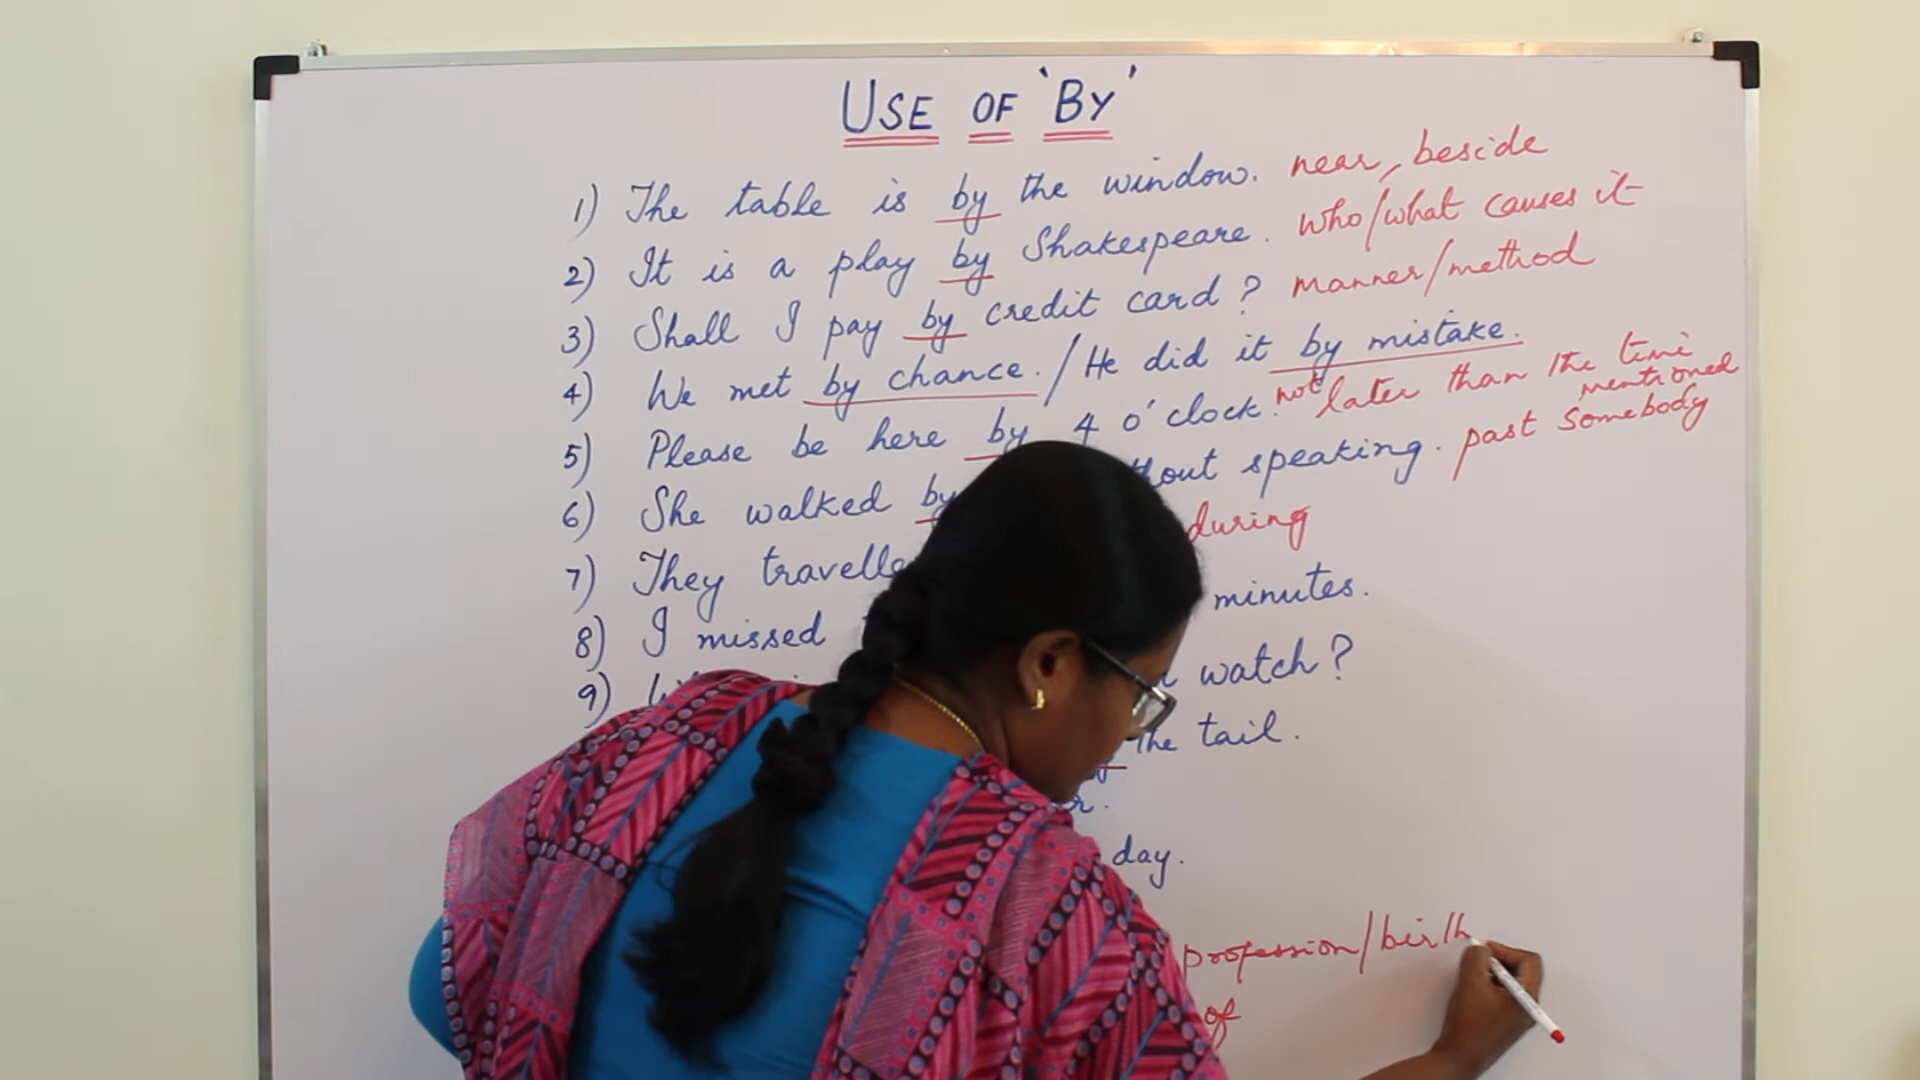 USE OF 'BY'
1) The table is by the window. near, beside
2) It is a play by Shakespeare. who/what causes it
3) Shall I pay by credit card? manner/method
4) We met by chance. / He did it by mistake.
5) Please be here by 4 o'clock. not later than the time mentioned
6) She walked by speaking. past somebody
7) They during
8) I missed minutes.
9) watch?
the tail.
day.
profession/birth
of